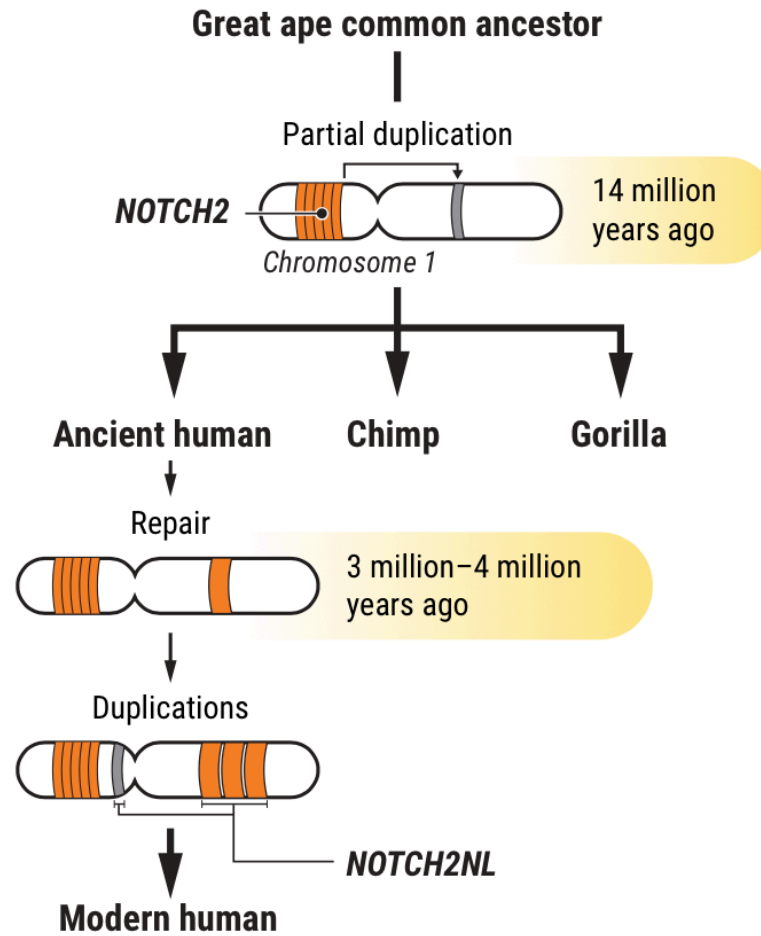 Great ape common ancestor
Partial duplication
NOTCH2
14 million
years ago
Chromosome 1
Ancient human
Chimp
Gorilla
Repair
3 million–4 million
years ago
Duplications
NOTCH2NL
Modern human